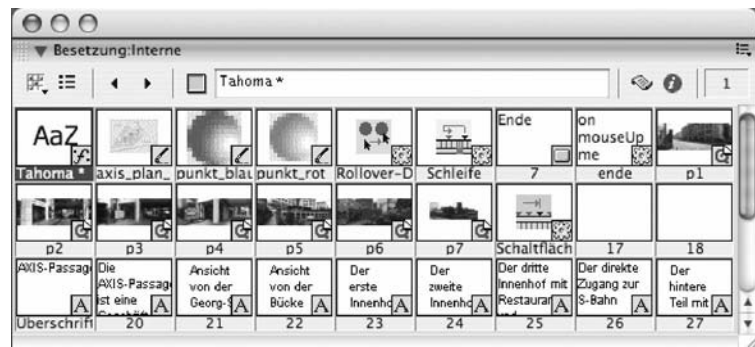 Besetzung:Interne
Tahoma *
1
AaZ
Ende
on
mouseUp
me
Tahoma * axis_plan_ punkt_blau punkt_rot Rollover-D Schleife 7 ende p1
p2 p3 p4 p5 p6 p7 Schaltfläch 17 18
AXIS-Passag
Die
AXIS-Passag
ist eine
Ansicht
von der
Georg-S
Ansicht
von der
Bücke
Der
erste
Innenho
Der
zweite
Innenho
Der dritte
Innenhof mit
Restauran
Der direkte
Zugang zur
S-Bahn
Der
hintere
Teil mit
Überschrift 20 21 22 23 24 25 26 27